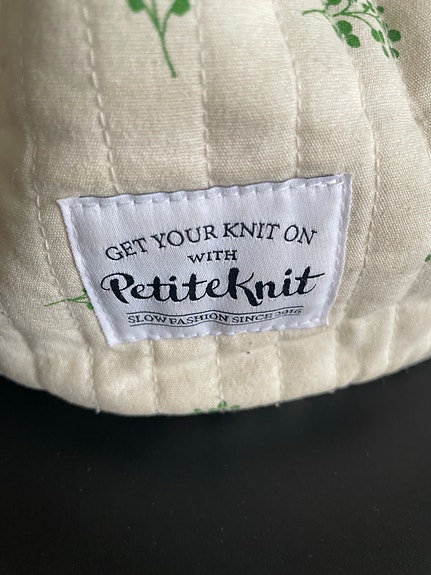 GET YOUR KNIT ON
WITH
PetiteKnit
SLOW FASHION SINCE 2016